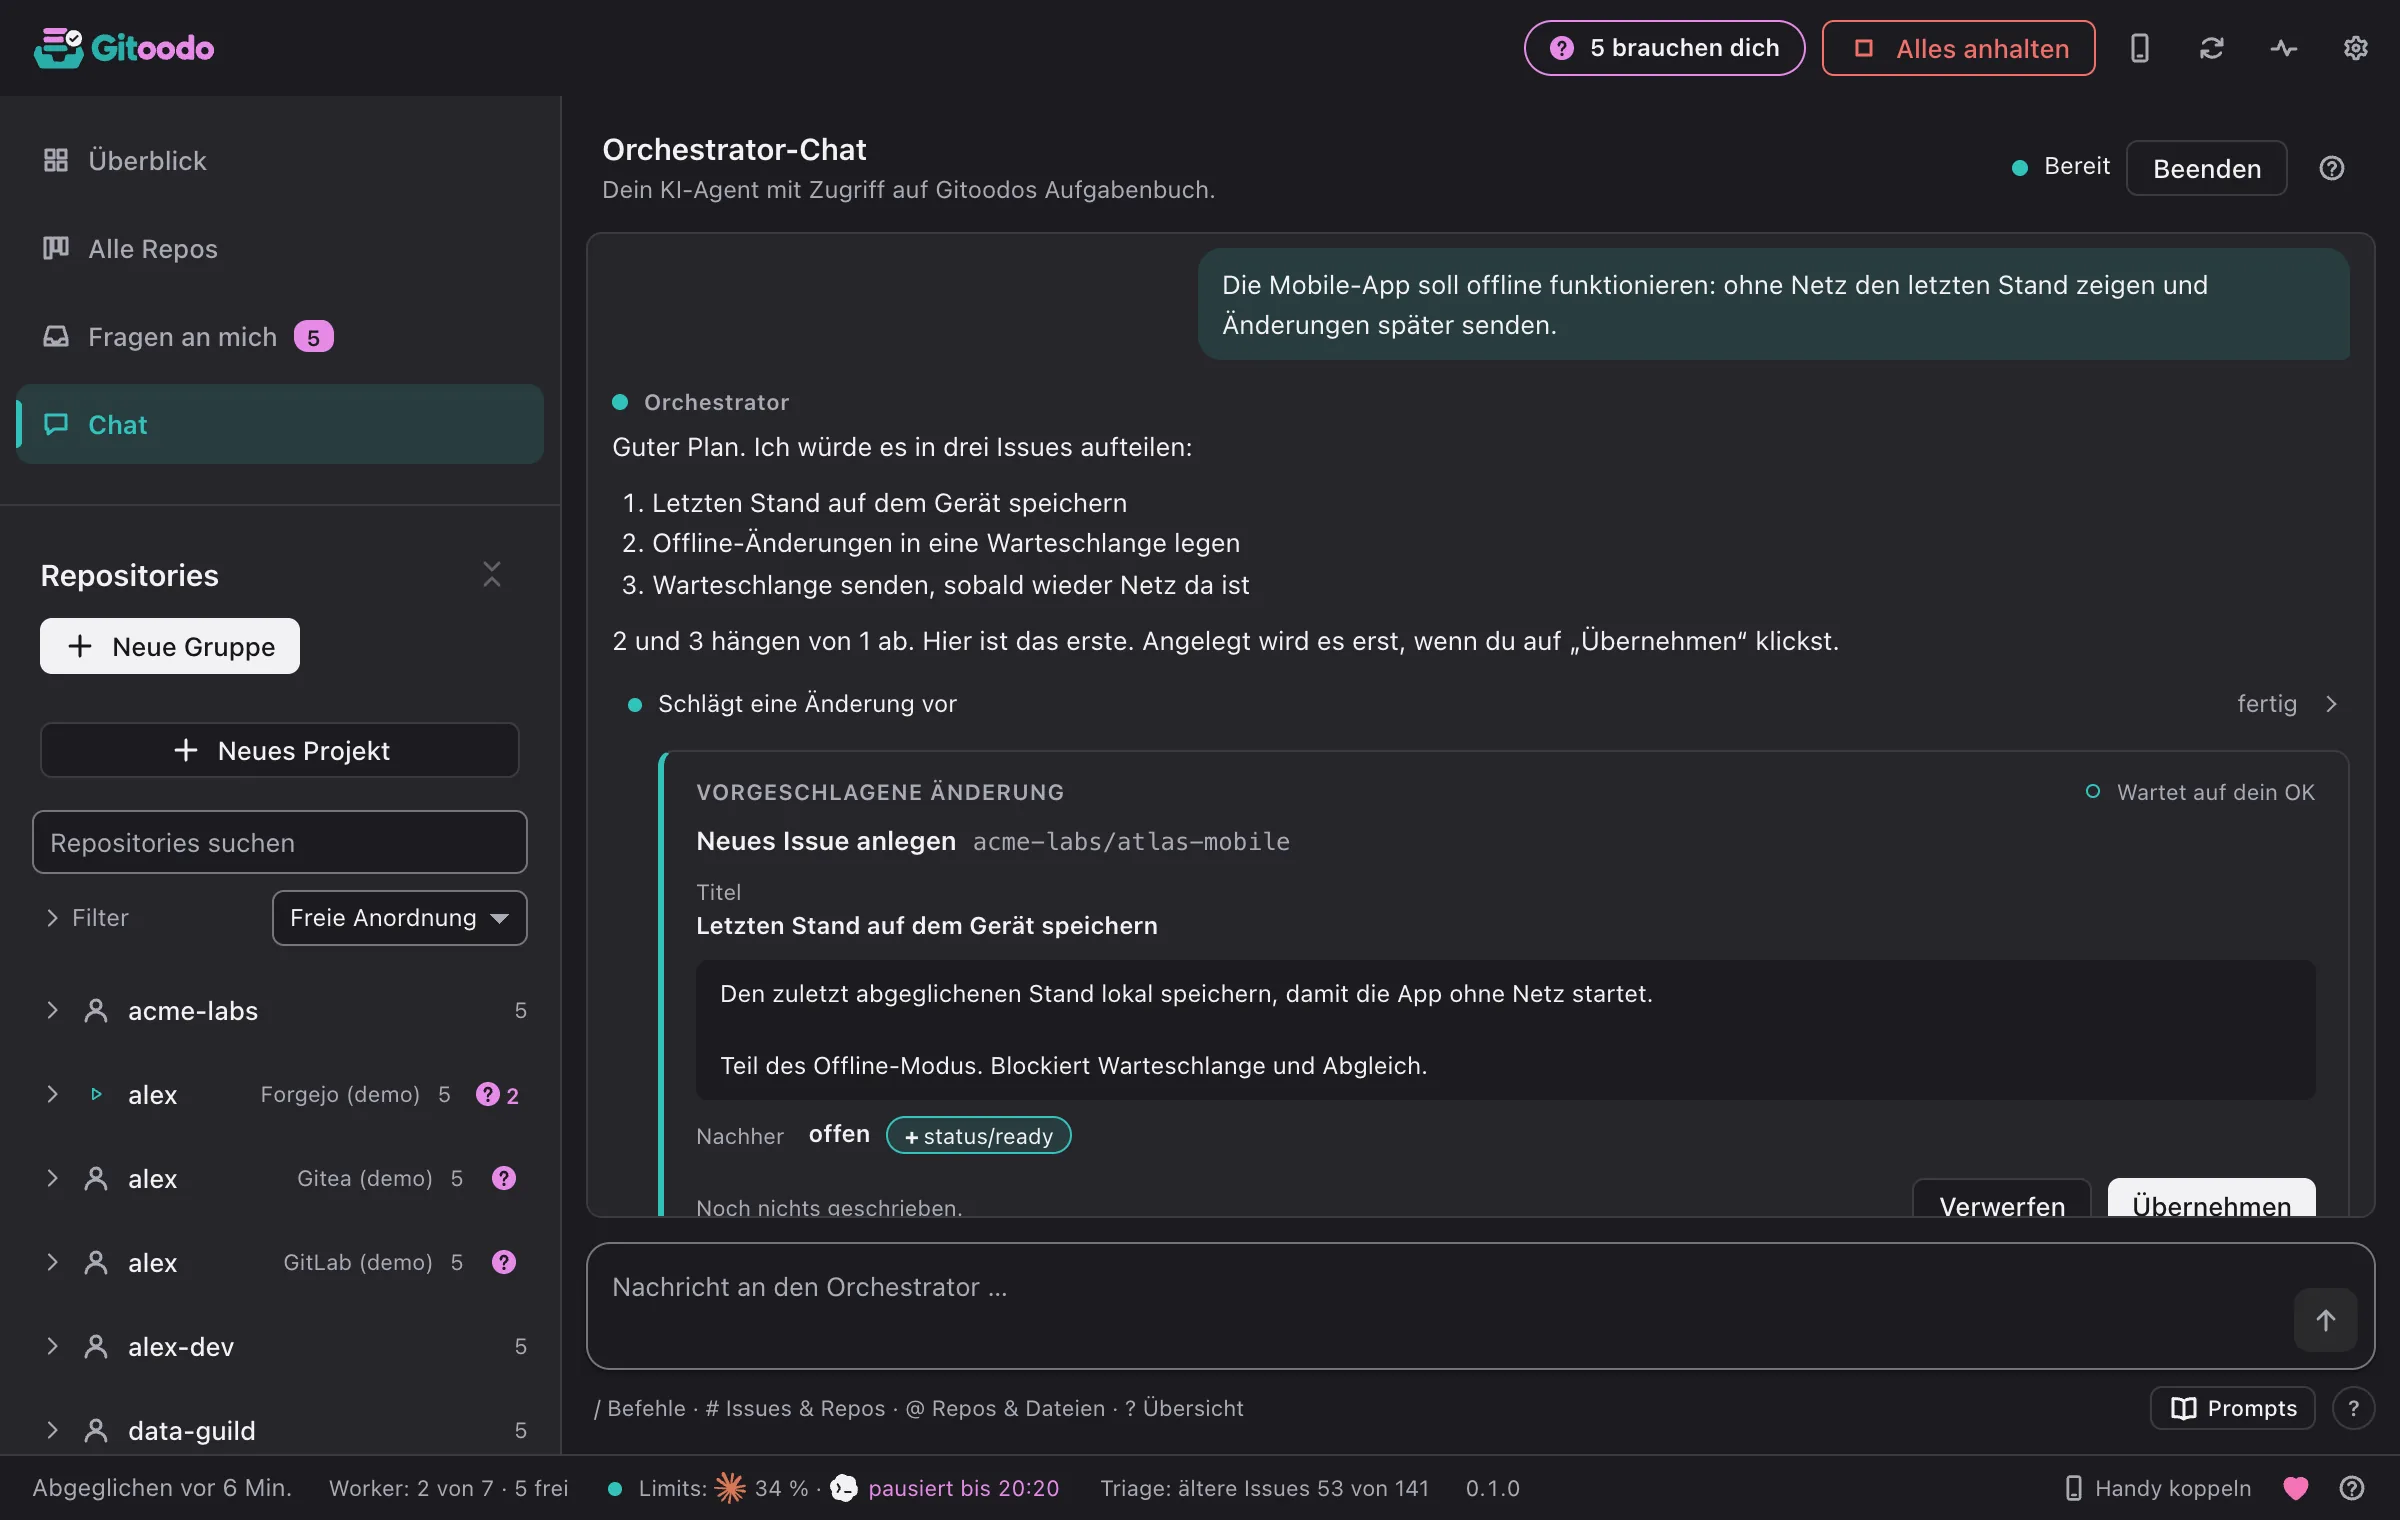 Gitoodo
5 brauchen dich
Alles anhalten
Überblick
Alle Repos
Fragen an mich 5
Chat
Repositories
+ Neue Gruppe
+ Neues Projekt
Repositories suchen
Filter
Freie Anordnung
acme-labs 5
alex Forgejo (demo) 5 ? 2
alex Gitea (demo) 5 ?
alex GitLab (demo) 5 ?
alex-dev 5
data-guild 5
Orchestrator-Chat
Dein KI-Agent mit Zugriff auf Gitoodos Aufgabenbuch.
Bereit
Beenden
Die Mobile-App soll offline funktionieren: ohne Netz den letzten Stand zeigen und
Änderungen später senden.
Orchestrator
Guter Plan. Ich würde es in drei Issues aufteilen:
1. Letzten Stand auf dem Gerät speichern
2. Offline-Änderungen in eine Warteschlange legen
3. Warteschlange senden, sobald wieder Netz da ist
2 und 3 hängen von 1 ab. Hier ist das erste. Angelegt wird es erst, wenn du auf „Übernehmen“ klickst.
Schlägt eine Änderung vor
fertig
VORGESCHLAGENE ÄNDERUNG
Wartet auf dein OK
Neues Issue anlegen acme-labs/atlas-mobile
Titel
Letzten Stand auf dem Gerät speichern
Den zuletzt abgeglichenen Stand lokal speichern, damit die App ohne Netz startet.
Teil des Offline-Modus. Blockiert Warteschlange und Abgleich.
Nachher offen + status/ready
Noch nichts geschrieben.
Verwerfen
Übernehmen
Nachricht an den Orchestrator ...
/ Befehle · # Issues & Repos · @ Repos & Dateien · ? Übersicht
Prompts
?
Abgeglichen vor 6 Min.
Worker: 2 von 7 · 5 frei
Limits: 34 % · pausiert bis 20:20
Triage: ältere Issues 53 von 141
0.1.0
Handy koppeln